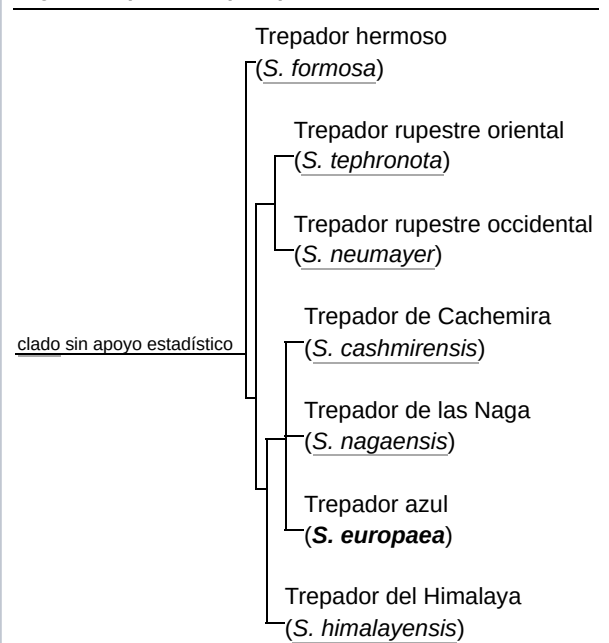 Trepador hermoso
(S. formosa)
Trepador rupestre oriental
(S. tephronota)
Trepador rupestre occidental
(S. neumayer)
clado sin apoyo estadístico
Trepador de Cachemira
(S. cashmirensis)
Trepador de las Naga
(S. nagaensis)
Trepador azul
(S. europaea)
Trepador del Himalaya
(S. himalayensis)